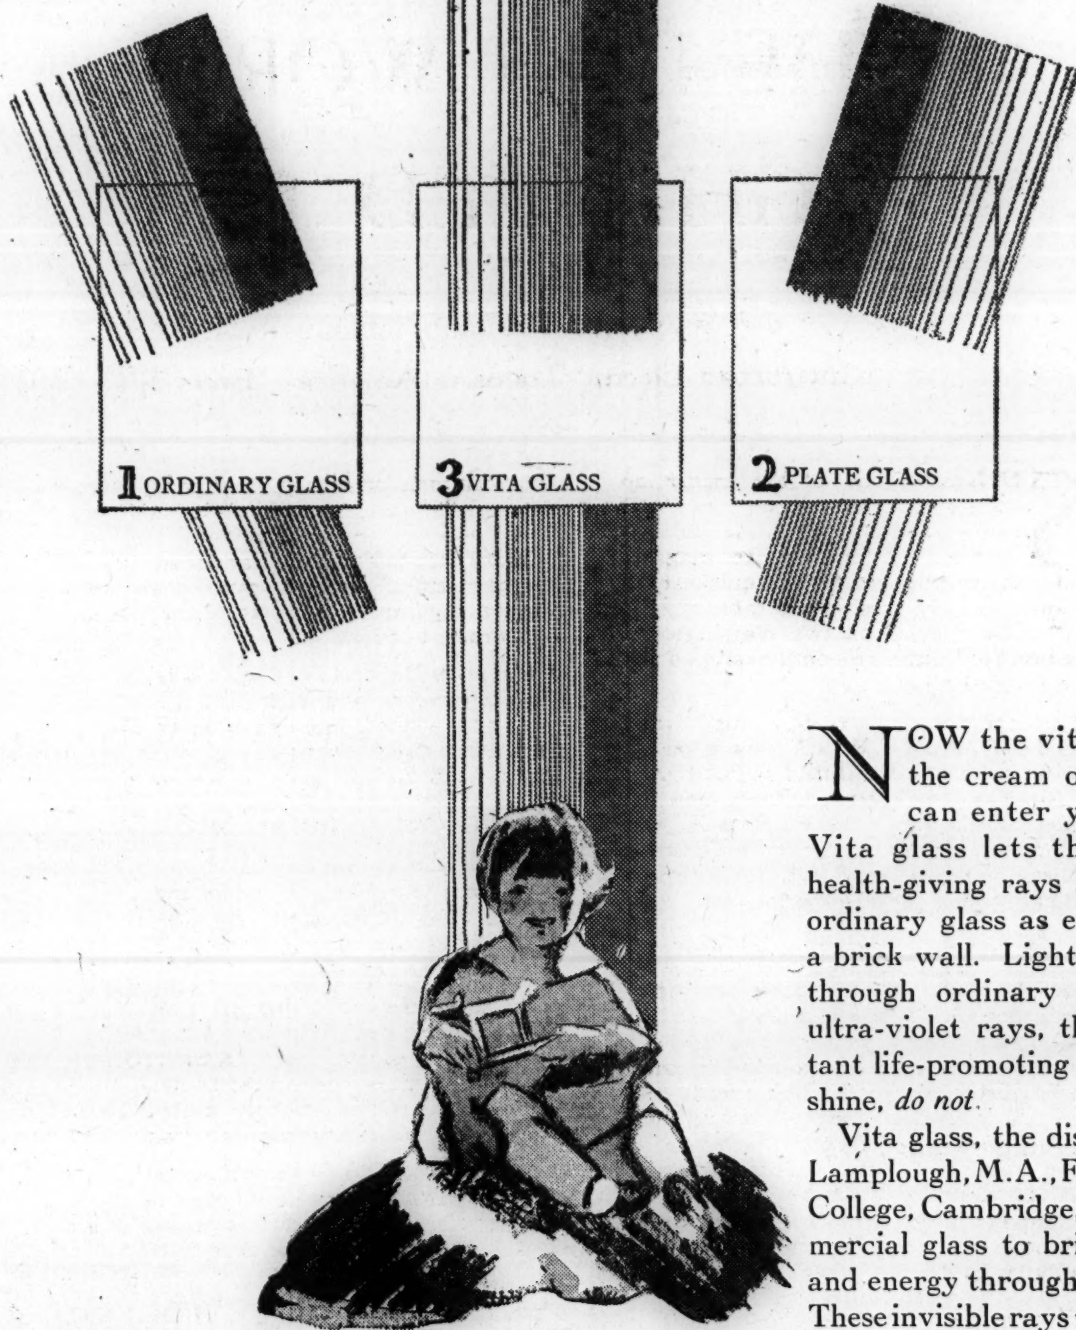 1 ORDINARY GLASS
3 VITA GLASS
2 PLATE GLASS
NOW the vit
the cream o
can enter y
Vita glass lets th
health-giving rays
ordinary glass as e
a brick wall. Light
through ordinary
ultra-violet rays, th
tant life-promoting
shine, do not.
Vita glass, the dis
Lamplough, M.A., F
College, Cambridge
mercial glass to bri
and energy through
These invisible rays